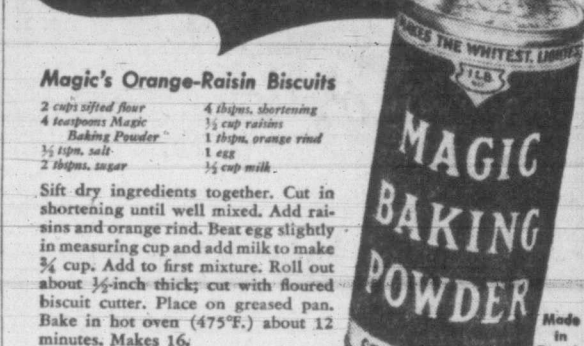 Magic's Orange-Raisin Biscuits
2 cups sifted flour
4 teaspoons Magic
Baking Powder
½ tspn. salt
2 tbspns. sugar
4 tbspns. shortening
½ cup raisins
1 tbspn. orange rind
1 egg
½ cup milk
Sift dry ingredients together. Cut in
shortening until well mixed. Add rai-
sins and orange rind. Beat egg slightly
in measuring cup and add milk to make
¾ cup. Add to first mixture. Roll out
about ½-inch thick; cut with floured
biscuit cutter. Place on greased pan.
Bake in hot oven (475°F.) about 12
minutes. Makes 16.
MAKES THE WHITEST, LIGHTEST
1 LB.
MAGIC
BAKING
POWDER
Made
in